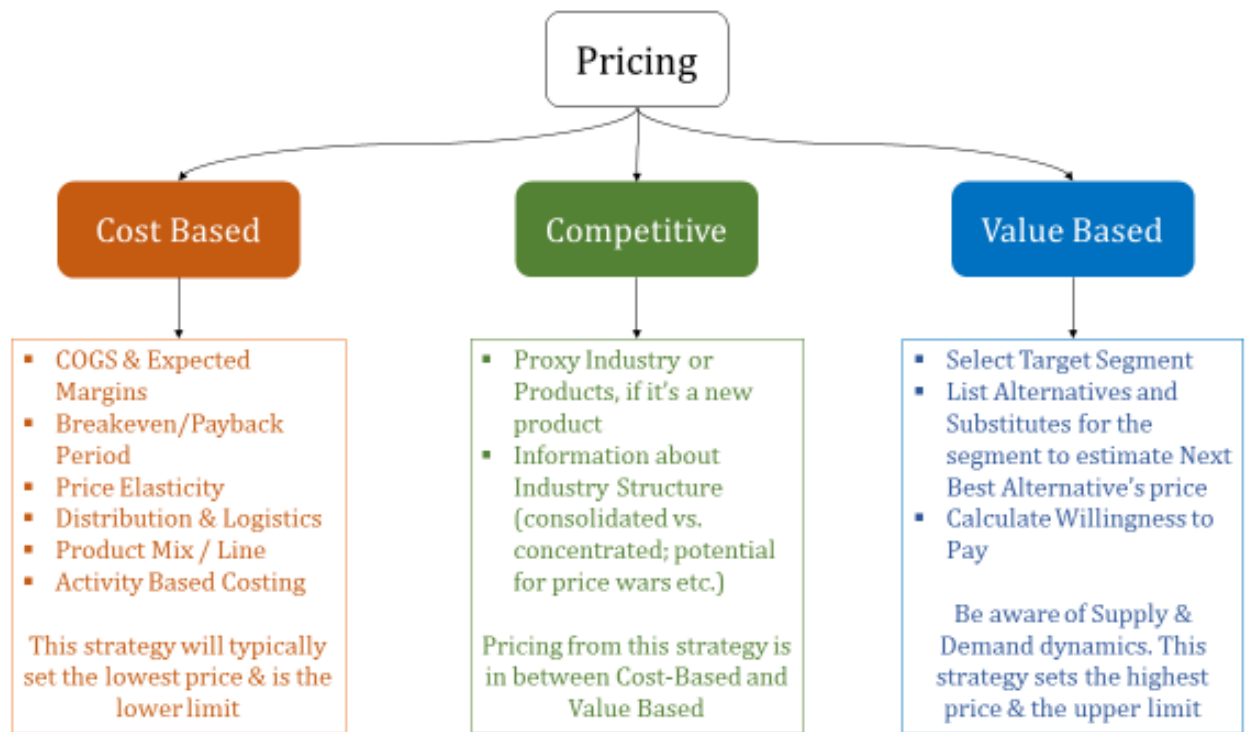 Pricing
Cost Based
▪ COGS & Expected
Margins
▪ Breakeven/Payback
Period
▪ Price Elasticity
▪ Distribution & Logistics
▪ Product Mix / Line
▪ Activity Based Costing
This strategy will typically
set the lowest price & is the
lower limit
Competitive
▪ Proxy Industry or
Products, if it's a new
product
▪ Information about
Industry Structure
(consolidated vs.
concentrated; potential
for price wars etc.)
Pricing from this strategy is
in between Cost-Based and
Value Based
Value Based
▪ Select Target Segment
▪ List Alternatives and
Substitutes for the
segment to estimate Next
Best Alternative's price
▪ Calculate Willingness to
Pay
Be aware of Supply &
Demand dynamics. This
strategy sets the highest
price & the upper limit